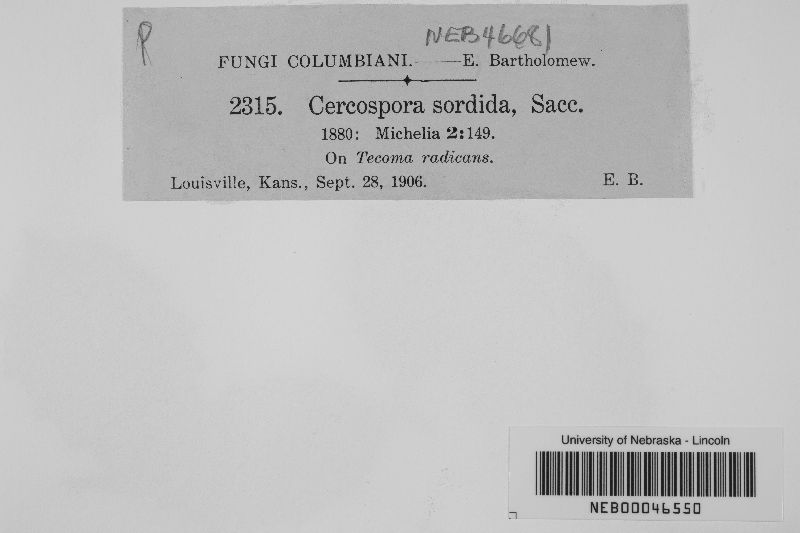 P NEB46681
FUNGI COLUMBIANI.——E. Bartholomew.
2315. Cercospora sordida, Sacc.
1880: Michelia 2:149.
On Tecoma radicans.
Louisville, Kans., Sept. 28, 1906. E. B.
University of Nebraska - Lincoln
NEB00046550